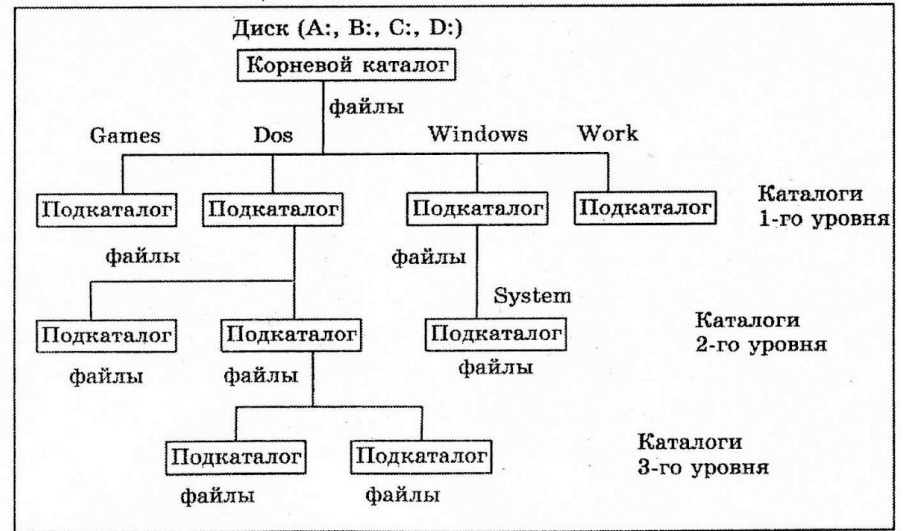 Диск (A:, B:, C:, D:)
Корневой каталог
файлы
Games Dos Windows Work
Подкаталог Подкаталог Подкаталог Подкаталог
Каталоги
1-го уровня
файлы файлы
System
Подкаталог Подкаталог Подкаталог
Каталоги
2-го уровня
файлы файлы файлы
Подкаталог Подкаталог
Каталоги
3-го уровня
файлы файлы